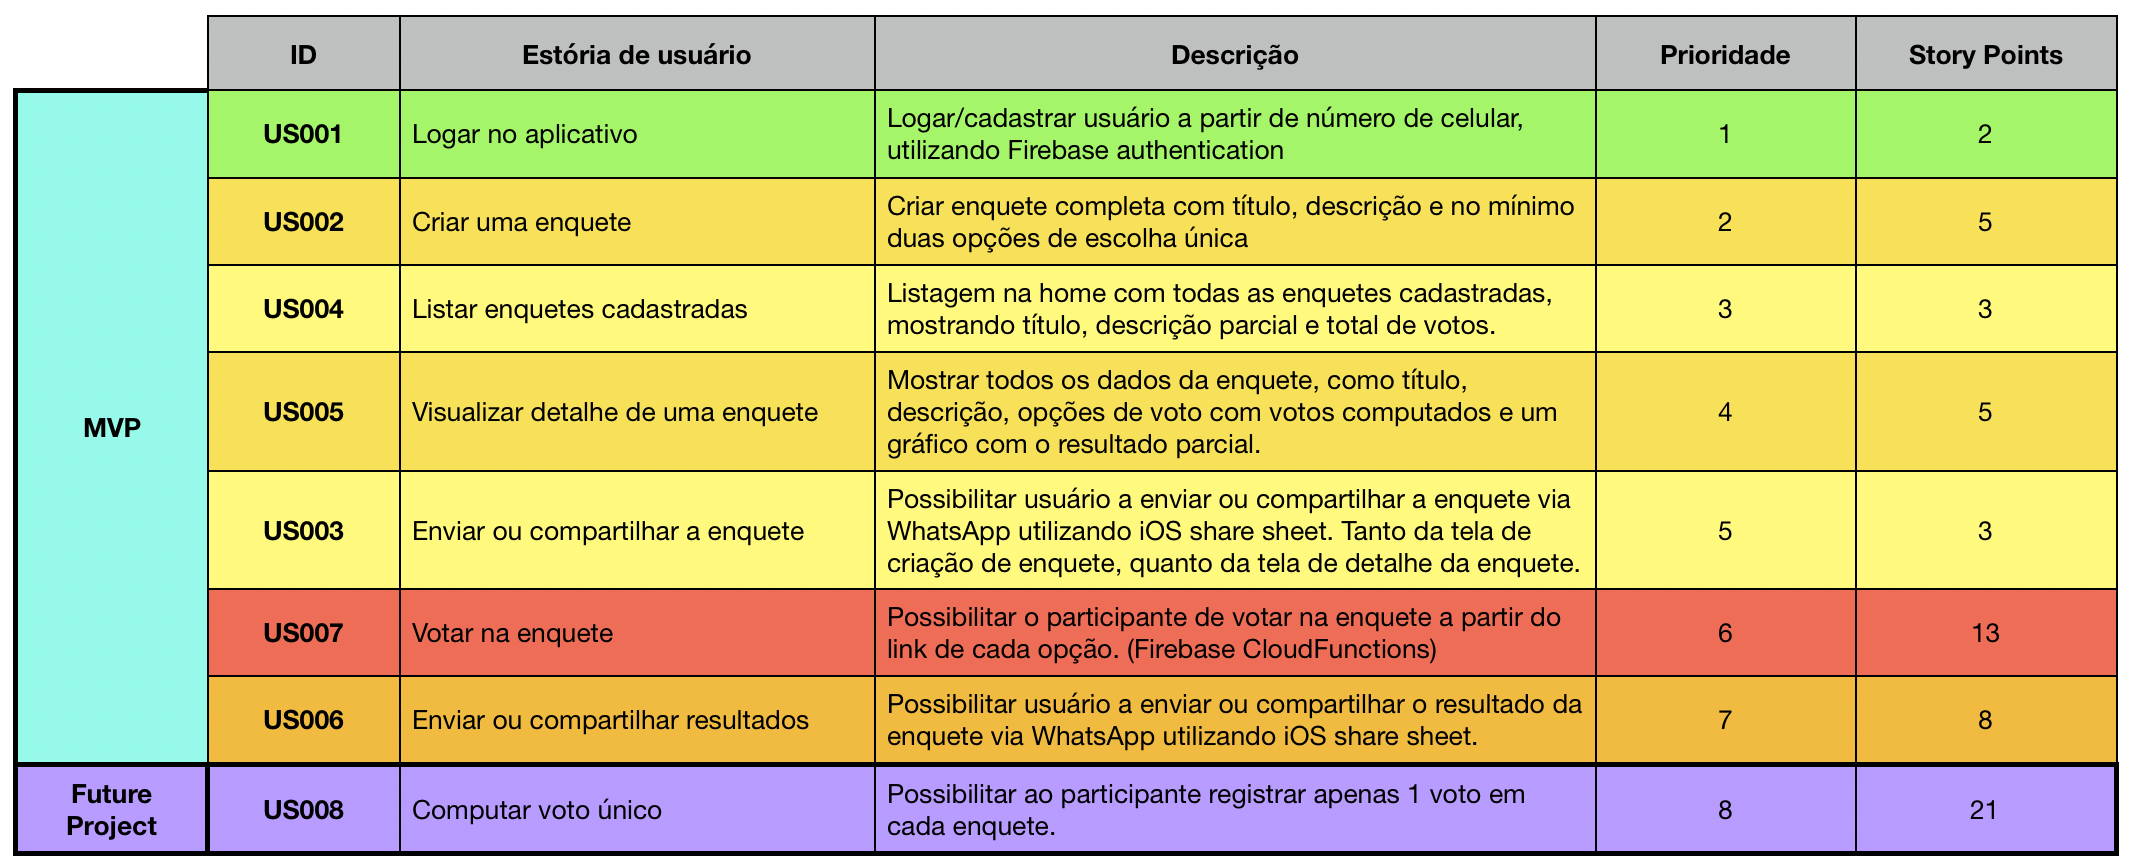 ID
Estória de usuário
Descrição
Prioridade
Story Points
MVP
US001
Logar no aplicativo
Logar/cadastrar usuário a partir de número de celular,
utilizando Firebase authentication
1
2
US002
Criar uma enquete
Criar enquete completa com título, descrição e no mínimo
duas opções de escolha única
2
5
US004
Listar enquetes cadastradas
Listagem na home com todas as enquetes cadastradas,
mostrando título, descrição parcial e total de votos.
3
3
US005
Visualizar detalhe de uma enquete
Mostrar todos os dados da enquete, como título,
descrição, opções de voto com votos computados e um
gráfico com o resultado parcial.
4
5
US003
Enviar ou compartilhar a enquete
Possibilitar usuário a enviar ou compartilhar a enquete via
WhatsApp utilizando iOS share sheet. Tanto da tela de
criação de enquete, quanto da tela de detalhe da enquete.
5
3
US007
Votar na enquete
Possibilitar o participante de votar na enquete a partir do
link de cada opção. (Firebase CloudFunctions)
6
13
US006
Enviar ou compartilhar resultados
Possibilitar usuário a enviar ou compartilhar o resultado da
enquete via WhatsApp utilizando iOS share sheet.
7
8
Future
Project
US008
Computar voto único
Possibilitar ao participante registrar apenas 1 voto em
cada enquete.
8
21